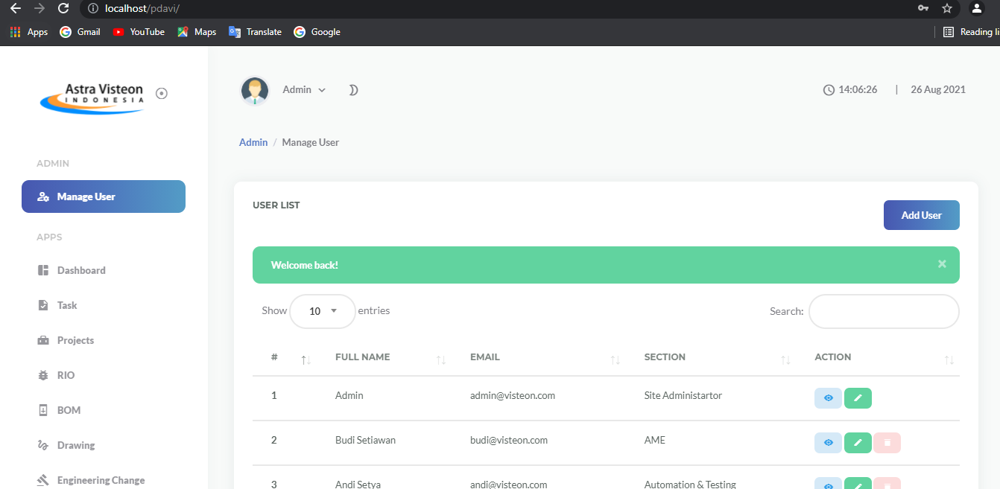 localhost/pdavi/
Apps Gmail YouTube Maps Translate Google Reading li
Astra Visteon
INDONESIA
Admin 14:06:26 | 26 Aug 2021
Admin / Manage User
ADMIN
Manage User
APPS
Dashboard
Task
Projects
RIO
BOM
Drawing
Engineering Change
USER LIST
Add User
Welcome back! ×
Show 10 entries Search:
# FULL NAME EMAIL SECTION ACTION
1 Admin admin@visteon.com Site Administartor
2 Budi Setiawan budi@visteon.com AME
3 Andi Setya andi@visteon.com Automation & Testing